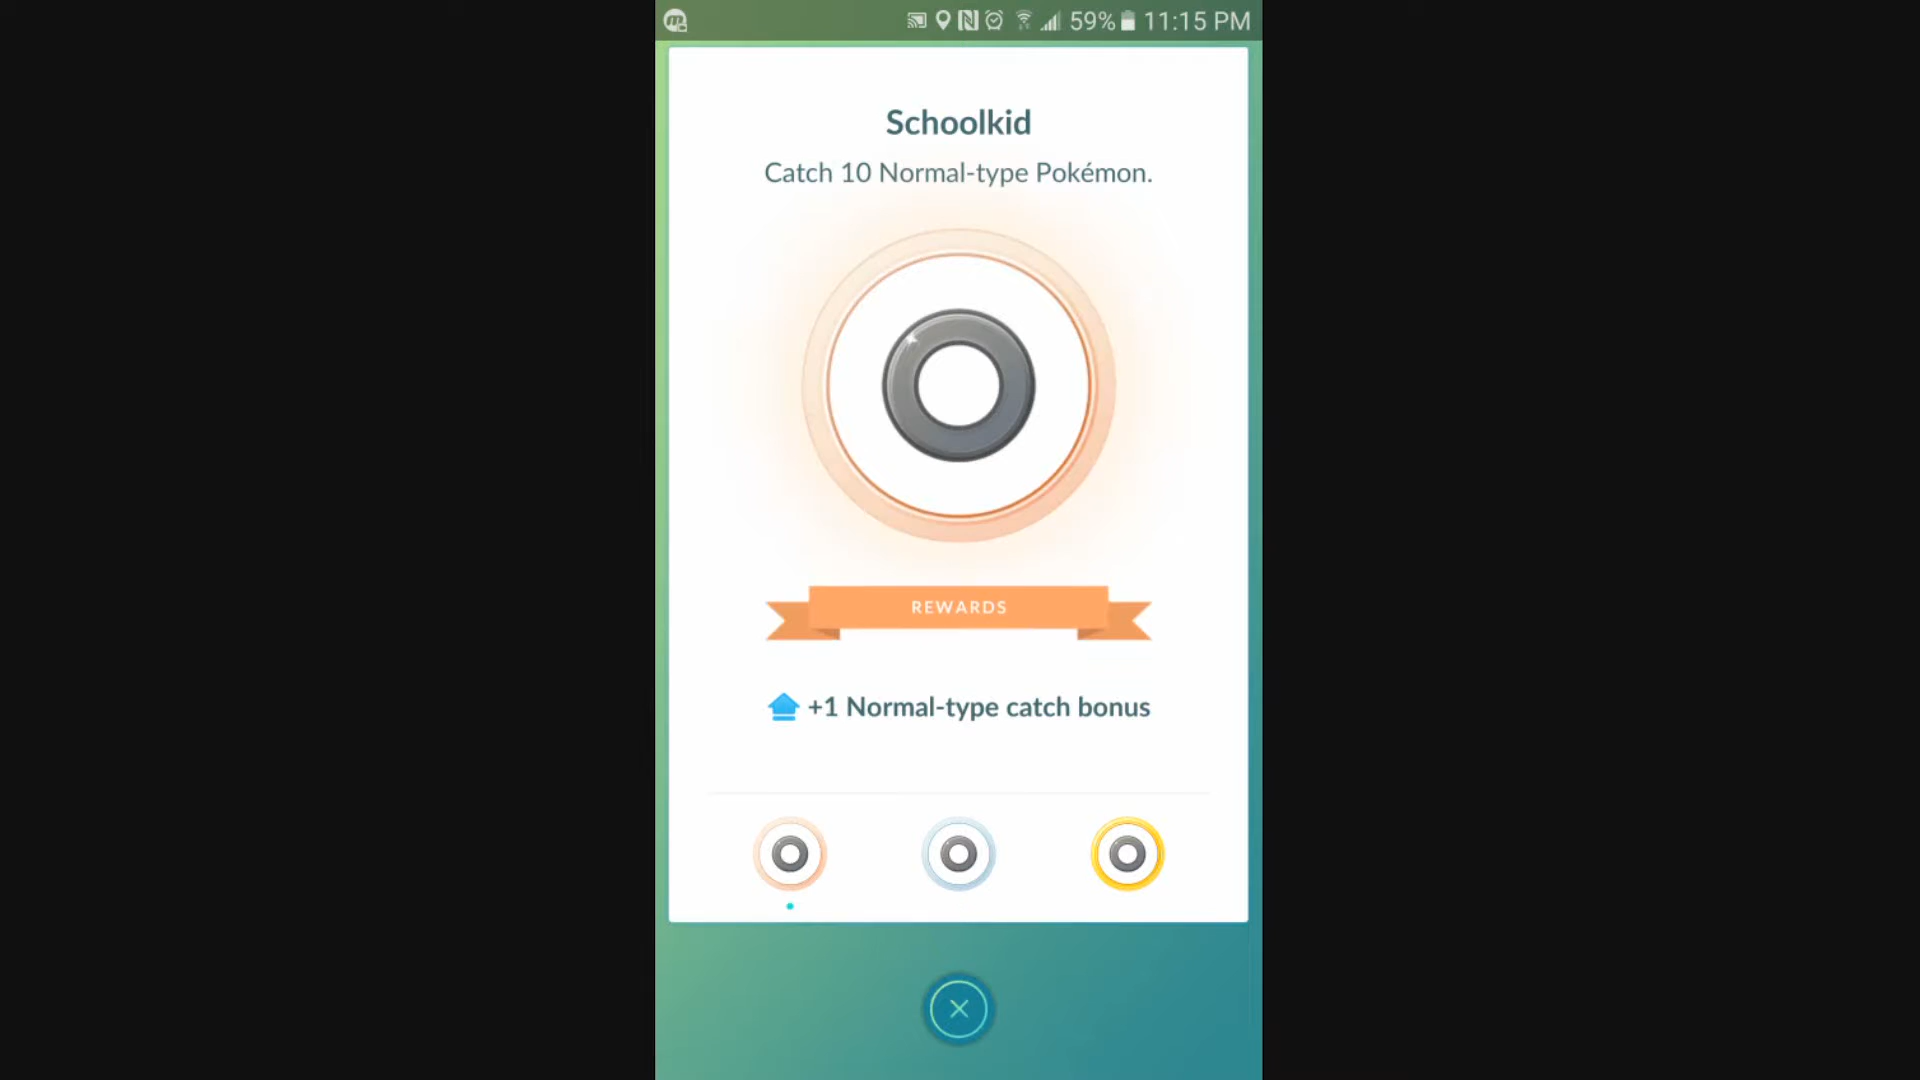 59% 11:15 PM
Schoolkid
Catch 10 Normal-type Pokémon.
REWARDS
+1 Normal-type catch bonus